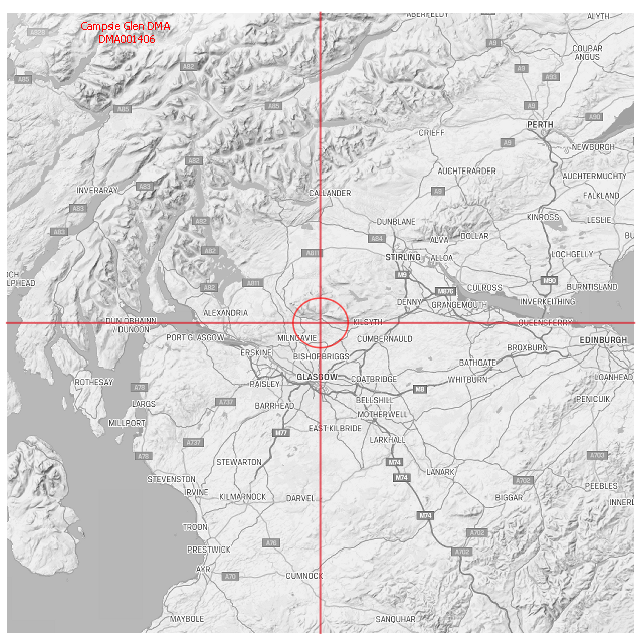 ABERFELDY
Campsie Glen DMA
DMA001406
ALYTH
A828
A9
COUPAR
ANGUS
A82
A9
A85
A93
A85
A85
A9
A90
PERTH
CRIEFF
A9
NEWBURGH
A82
AUCHTERARDER
AUCHTERMUCHTY
INVERARAY
A83
CALLANDER
A9
FALKLAND
A83
KINROSS
LESLIE
A82
DUNBLANE
A83
A84
ALVA
DOLLAR
A82
A811
STIRLING
ALLOA
LOCHGELLY
OCH
LPHEAD
A82
A811
M9
CULROSS
M90
BURNTISLAND
M876
DENNY
GRANGEMOUTH
INVERKEITHING
ALEXANDRIA
DUNOON
KILSYTH
QUEENSFERRY
PORT GLASGOW
MILNGAVIE
CUMBERNAULD
EDINBURGH
ERSKINE
BISHOPBRIGGS
BROXBURN
BATHGATE
ROTHESAY
PAISLEY
GLASGOW
COATBRIDGE
WHITBURN
LOANHEAD
A78
M8
LARGS
BARRHEAD
A737
BELLSHILL
PENICUIK
MILLPORT
MOTHERWELL
EAST KILBRIDE
M77
A737
LARKHALL
A78
A703
STEWARTON
M74
LANARK
STEVENSTON
M74
A702
PEEBLES
IRVINE
KILMARNOCK
DARVEL
BIGGAR
INNERL
M74
TROON
A702
A76
PRESTWICK
A702
AYR
A70
CUMNOCK
MAYBOLE
SANQUHAR